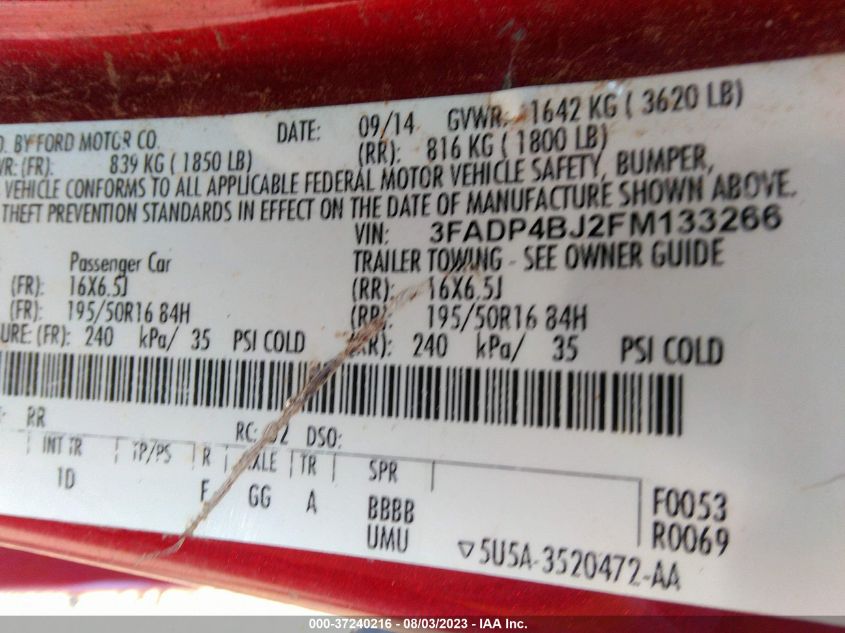 D. BY FORD MOTOR CO. DATE: 09/14 GVWR: 1642 KG ( 3620 LB)
WR: (FR): 839 KG ( 1850 LB) (RR): 816 KG ( 1800 LB)
VEHICLE CONFORMS TO ALL APPLICABLE FEDERAL MOTOR VEHICLE SAFETY, BUMPER,
THEFT PREVENTION STANDARDS IN EFFECT ON THE DATE OF MANUFACTURE SHOWN ABOVE.
VIN: 3FADP4BJ2FM133266
Passenger Car TRAILER TOWING - SEE OWNER GUIDE
(FR): 16X6.5J (RR): 16X6.5J
(FR): 195/50R16 84H (RR): 195/50R16 84H
URE: (FR): 240 kPa/ 35 PSI COLD (RR): 240 kPa/ 35 PSI COLD
RR
RC: 02 DSO:
INT TR TP/PS R AXLE TR SPR
1D F GG A BBBB F0053
UMU R0069
5U5A-3520472-AA
000-37240216 - 08/03/2023 - IAA Inc.